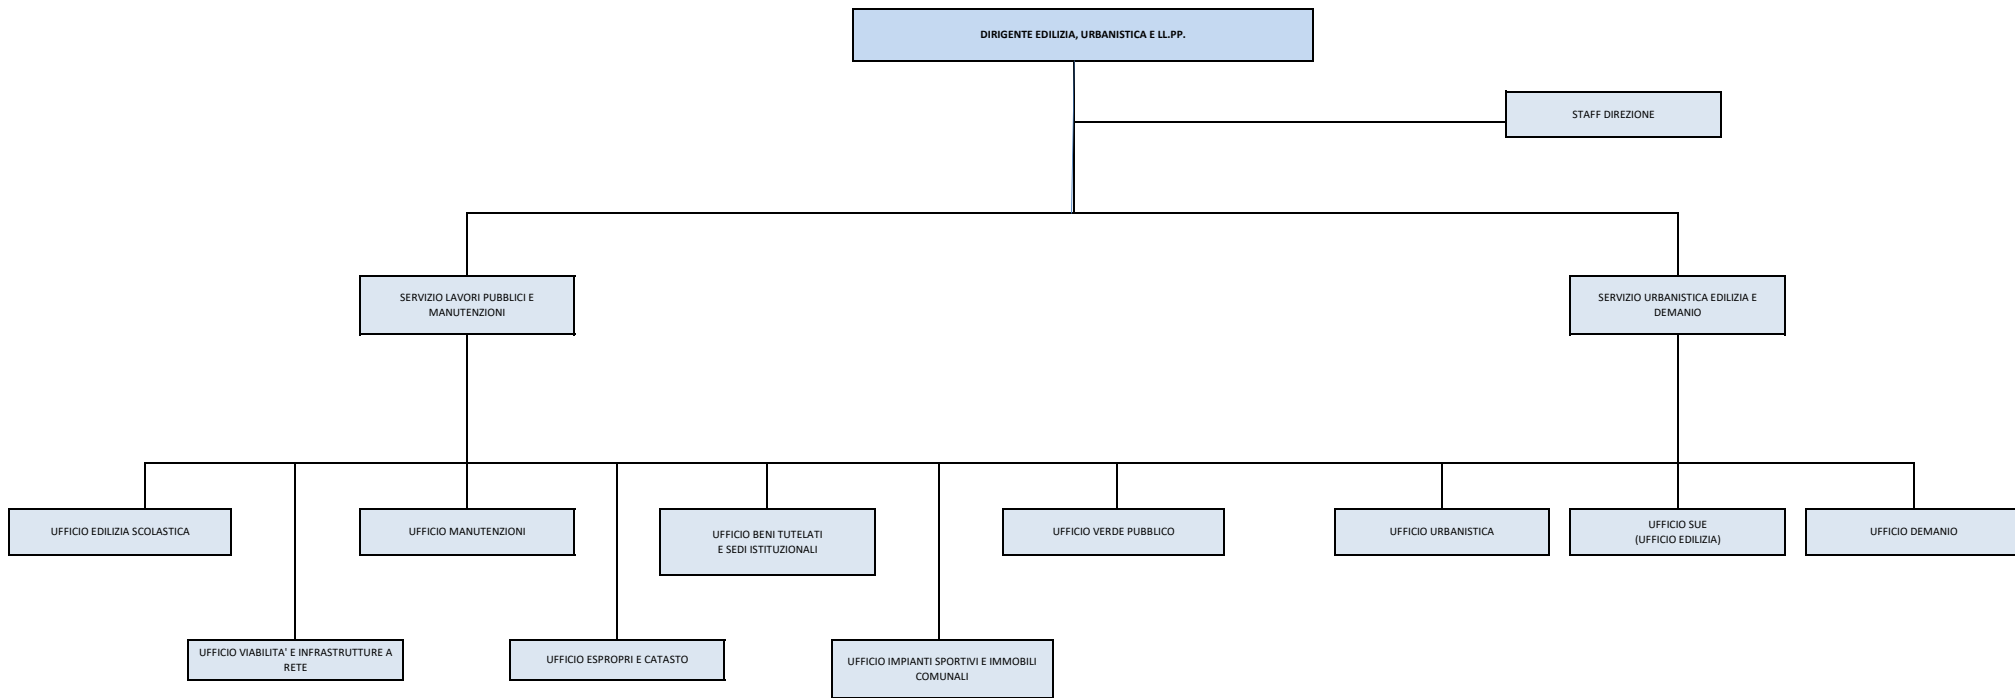 DIRIGENTE EDILIZIA, URBANISTICA E LL.PP.
STAFF DIREZIONE
SERVIZIO LAVORI PUBBLICI E
MANUTENZIONI
SERVIZIO URBANISTICA EDILIZIA E
DEMANIO
UFFICIO EDILIZIA SCOLASTICA
UFFICIO MANUTENZIONI
UFFICIO BENI TUTELATI
E SEDI ISTITUZIONALI
UFFICIO VERDE PUBBLICO
UFFICIO URBANISTICA
UFFICIO SUE
(UFFICIO EDILIZIA)
UFFICIO DEMANIO
UFFICIO VIABILITA' E INFRASTRUTTURE A
RETE
UFFICIO ESPROPRI E CATASTO
UFFICIO IMPIANTI SPORTIVI E IMMOBILI
COMUNALI